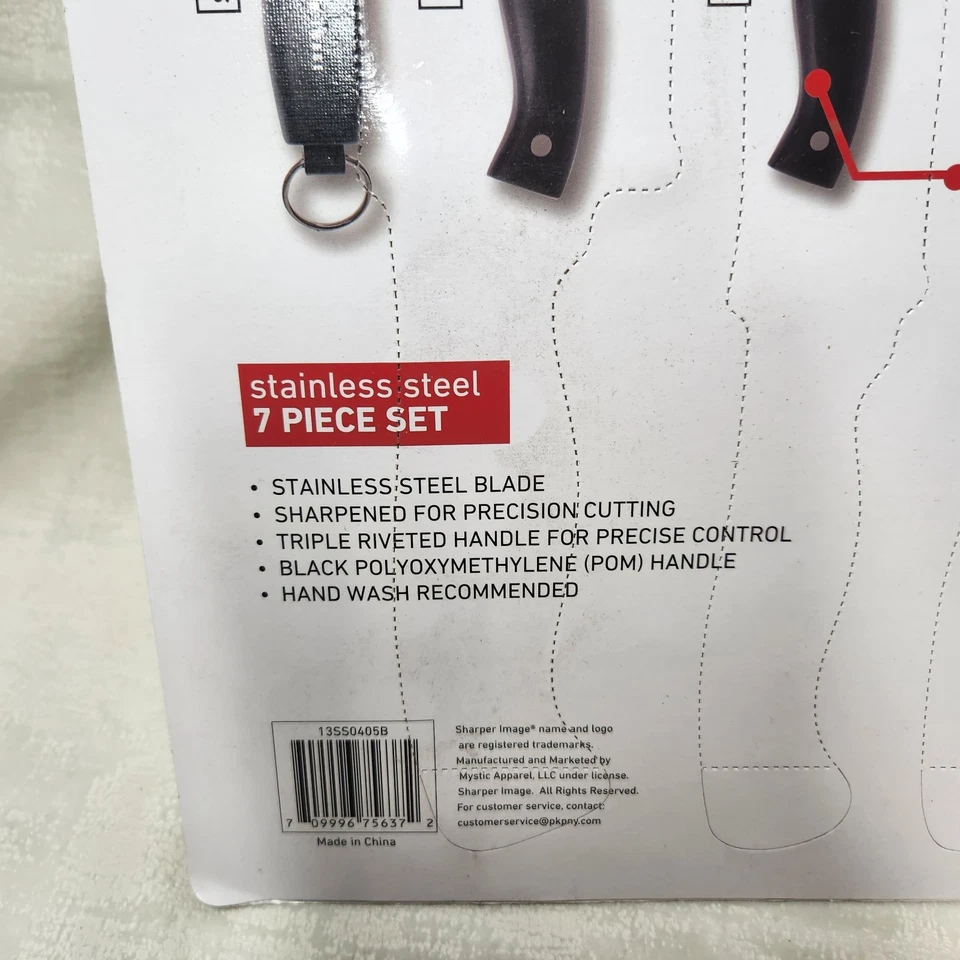 stainless steel
7 PIECE SET
• STAINLESS STEEL BLADE
• SHARPENED FOR PRECISION CUTTING
• TRIPLE RIVETED HANDLE FOR PRECISE CONTROL
• BLACK POLYOXYMETHYLENE (POM) HANDLE
• HAND WASH RECOMMENDED
13SS0405B
7 09996 75637 2
Made in China
Sharper Image® name and logo
are registered trademarks.
Manufactured and Marketed by
Mystic Apparel, LLC under license.
Sharper Image. All Rights Reserved.
For customer service, contact:
customerservice@pkpny.com